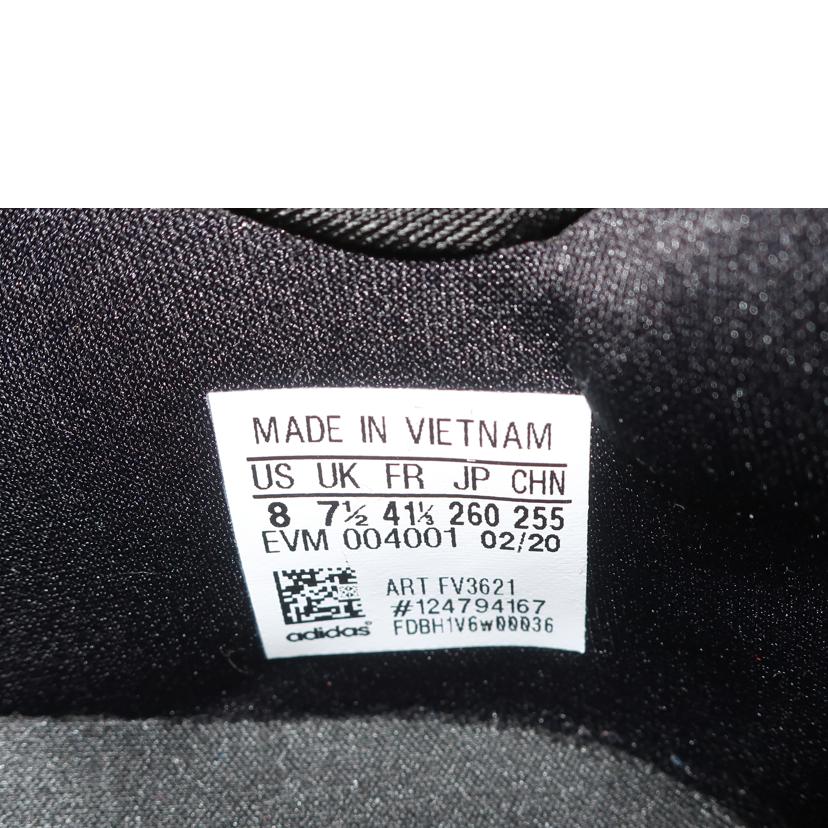 MADE IN VIETNAM
US UK FR JP CHN
8 7½ 41⅓ 260 255
EVM 004001 02/20
ART FV3621
#124794167
FDBH1V6w00036
adidas®